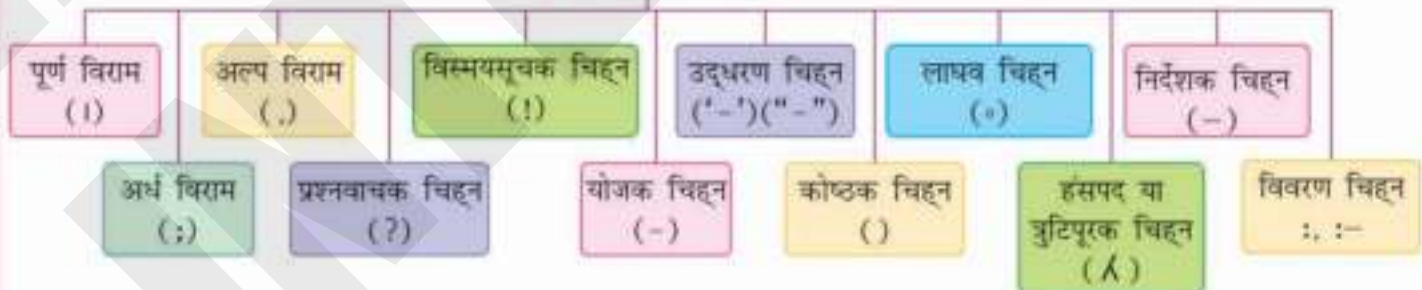 पूर्ण विराम
(।)
अल्प विराम
(,)
विस्मयसूचक चिह्‌न
(!)
उद्‌धरण चिह्‌न
('-')("-")
लाघव चिह्‌न
(॰)
निर्देशक चिह्‌न
(—)
अर्ध विराम
(;)
प्रश्नवाचक चिह्‌न
(?)
योजक चिह्‌न
(-)
कोष्ठक चिह्‌न
()
हंसपद या
त्रुटिपूरक चिह्‌न
(⁁)
विवरण चिह्‌न
:, :—